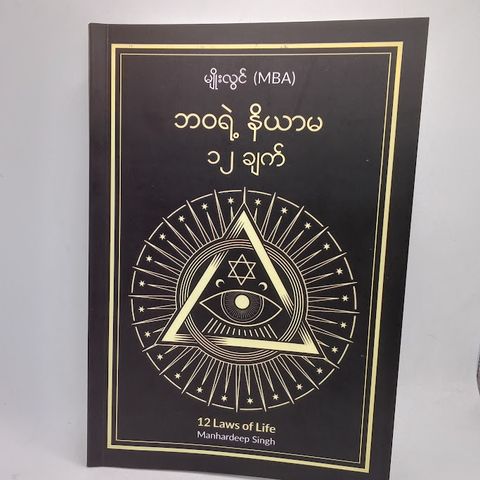 မျိုးလွင် (MBA)
ဘဝရဲ့ နိယာမ
၁၂ ချက်
12 Laws of Life
Manhardeep Singh